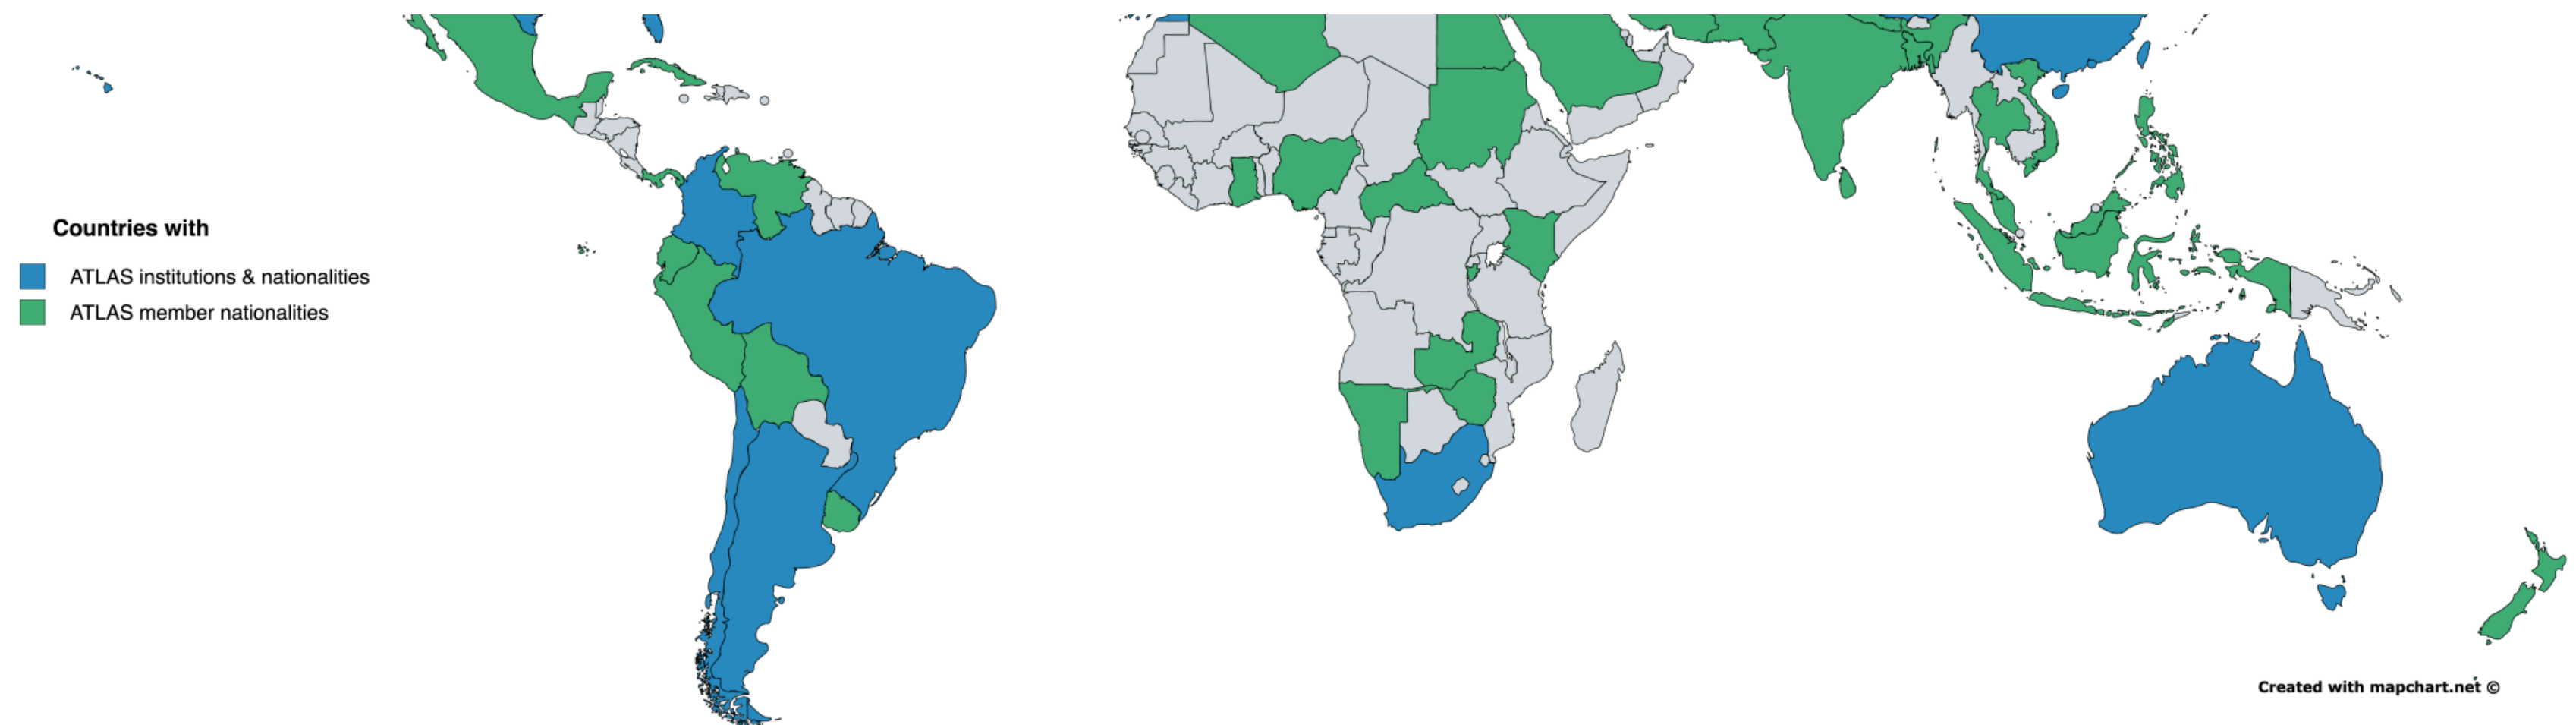 Countries with
ATLAS institutions & nationalities
ATLAS member nationalities
Created with mapchart.net ©